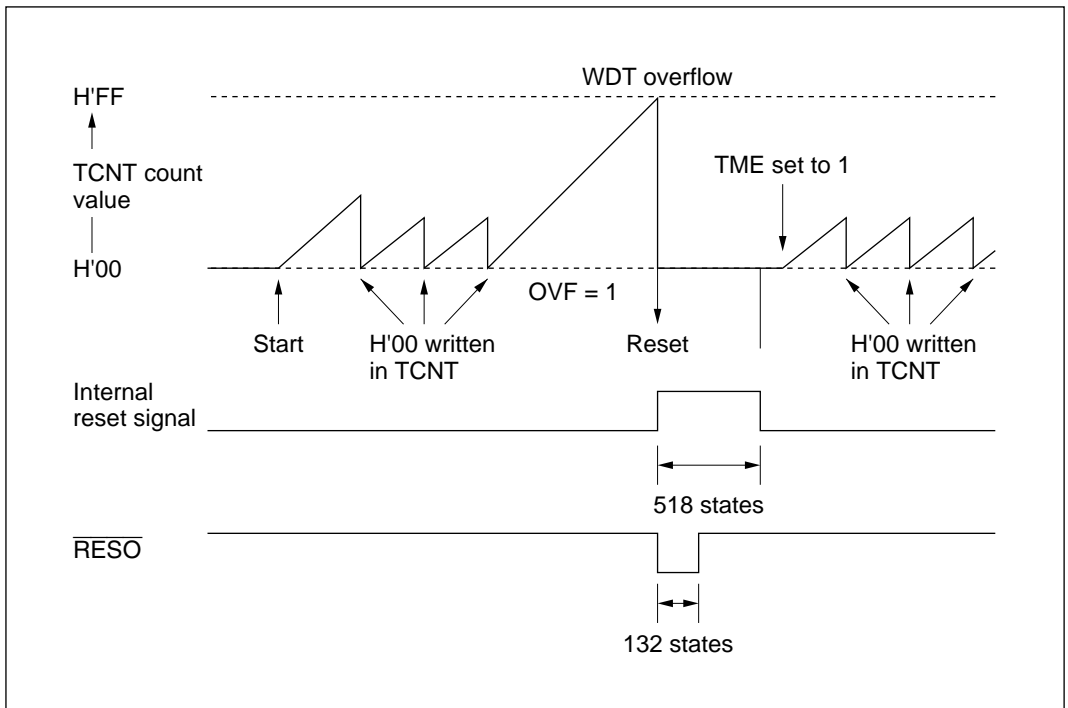 WDT overflow
H'FF
TCNT count
value
TME set to 1
H'00
OVF = 1
Start
H'00 written
in TCNT
Reset
H'00 written
in TCNT
Internal
reset signal
518 states
RESO
132 states